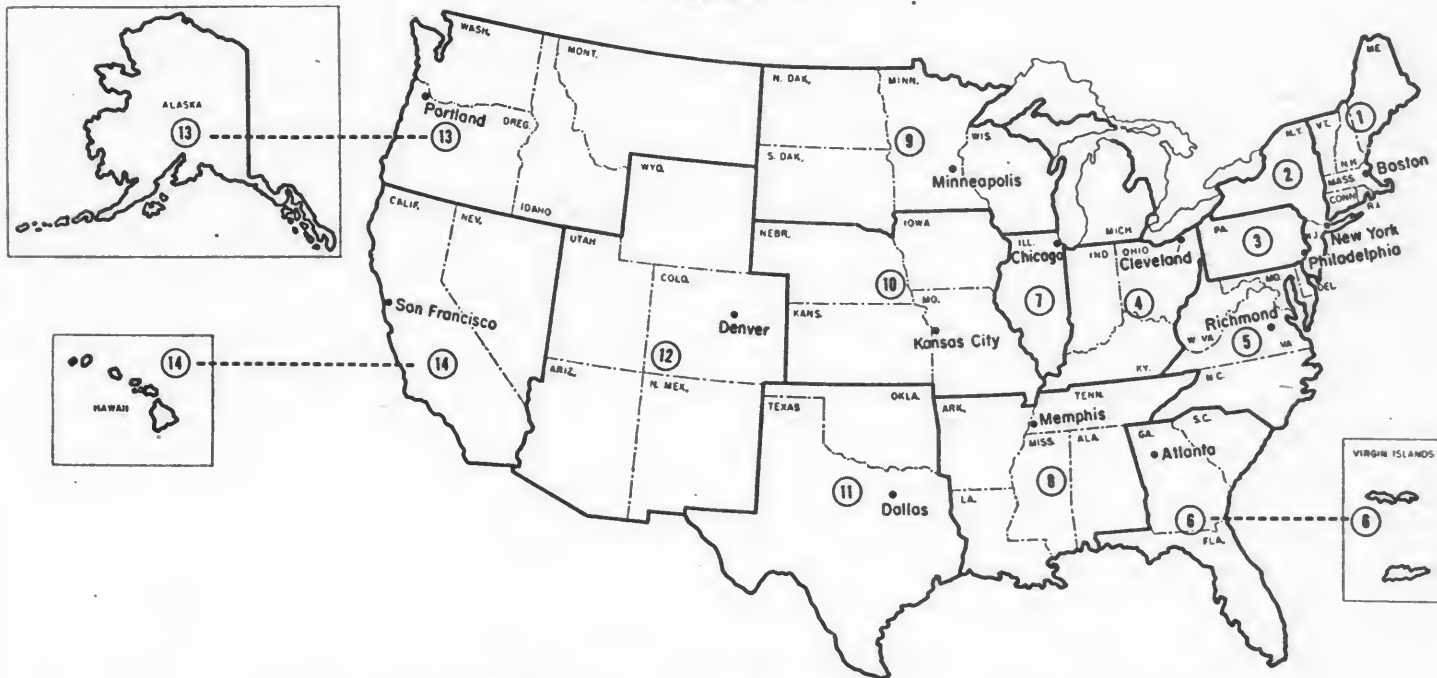 WASH.
MONT.
N. DAK.
MINN.
ME.
ALASKA
13
Portland
OREG.
13
9
WIS.
N.Y.
V.T.
1
S. DAK.
WYO.
Minneapolis
2
N.H.
MASS.
Boston
CONN.
R.I.
CALIF.
NEV.
IDAHO
UTAH
NEBR.
IOWA
MICH.
PA.
3
N.J.
New York
Philadelphia
ILL.
Chicago
IND
OHIO
Cleveland
COLO.
10
MO.
7
4
MD.
DEL.
San Francisco
Denver
KANS.
Kansas City
Richmond
W. VA
5
VA
14
HAWAII
14
12
ARIZ.
N. MEX.
KY.
N.C.
TEXAS
OKLA.
ARK.
TENN.
Memphis
MISS.
ALA.
GA.
S.C.
Atlanta
VIRGIN ISLANDS
11
Dallas
LA.
8
6
FLA.
6